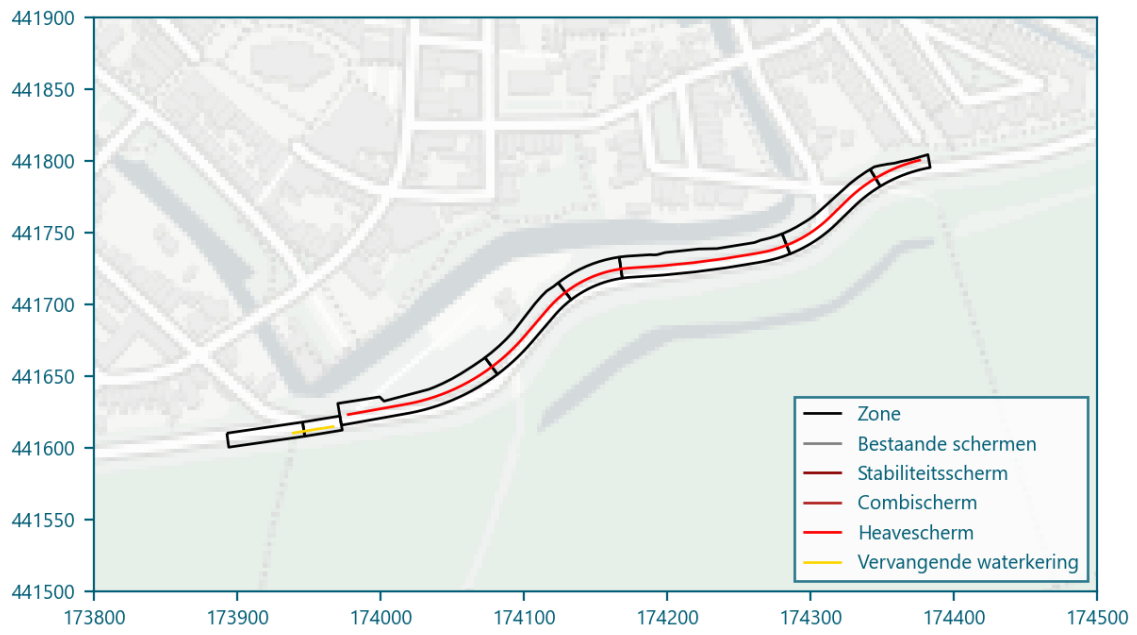 441900
441850
441800
441750
441700
441650
441600
441550
441500
173800 173900 174000 174100 174200 174300 174400 174500
Zone
Bestaande schermen
Stabiliteitsscherm
Combischerm
Heavescherm
Vervangende waterkering